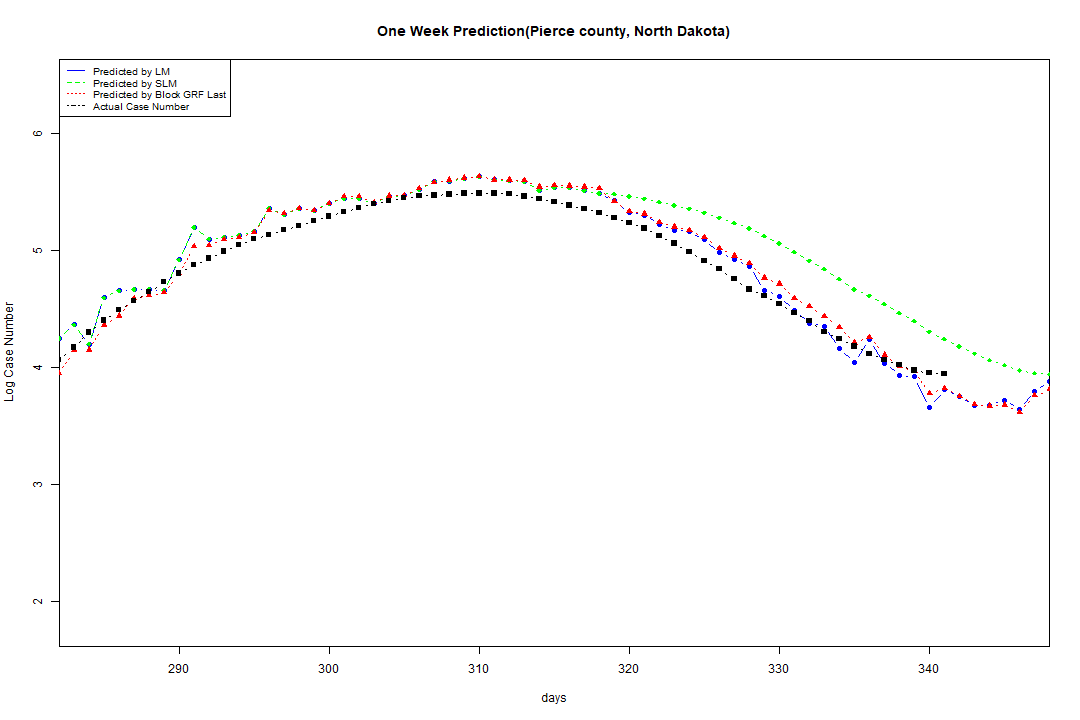 One Week Prediction(Pierce county, North Dakota)
Predicted by LM
Predicted by SLM
Predicted by Block GRF Last
Actual Case Number
6
5
4
3
2
Log Case Number
290 300 310 320 330 340
days